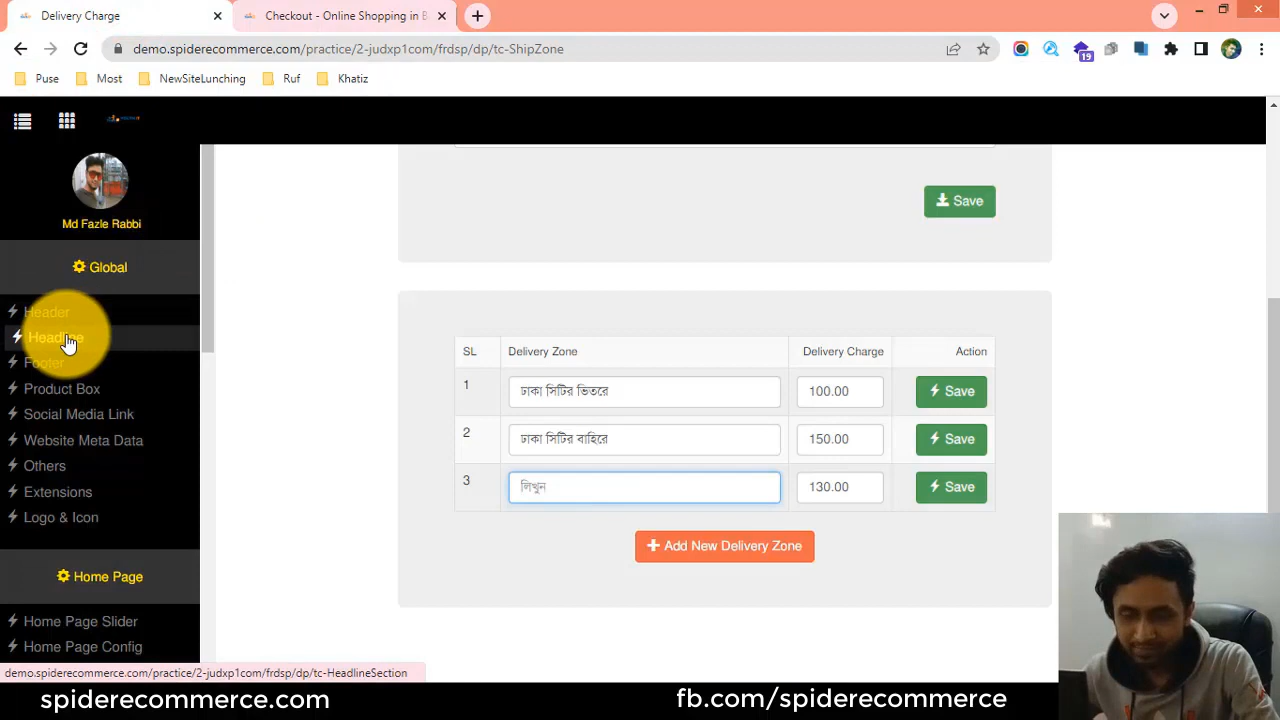 Delivery Charge
Checkout - Online Shopping in B
demo.spiderecommerce.com/practice/2-judxp1com/frdsp/dp/tc-ShipZone
19
Puse
Most
NewSiteLunching
Ruf
Khatiz
Md Fazle Rabbi
Global
Header
Headline
Footer
Product Box
Social Media Link
Website Meta Data
Others
Extensions
Logo & Icon
Home Page
Home Page Slider
Home Page Config
Save
SL Delivery Zone Delivery Charge Action
1 ঢাকা সিটির ভিতরে 100.00 Save
2 ঢাকা সিটির বাহিরে 150.00 Save
3 লিখুন 130.00 Save
Add New Delivery Zone
demo.spiderecommerce.com/practice/2-judxp1com/frdsp/dp/tc-HeadlineSection
spiderecommerce.com
fb.com/spiderecommerce